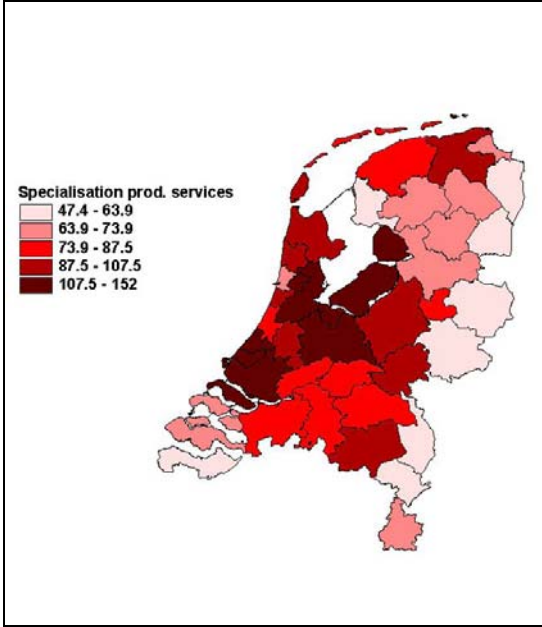 Specialisation prod. services
47.4 - 63.9
63.9 - 73.9
73.9 - 87.5
87.5 - 107.5
107.5 - 152